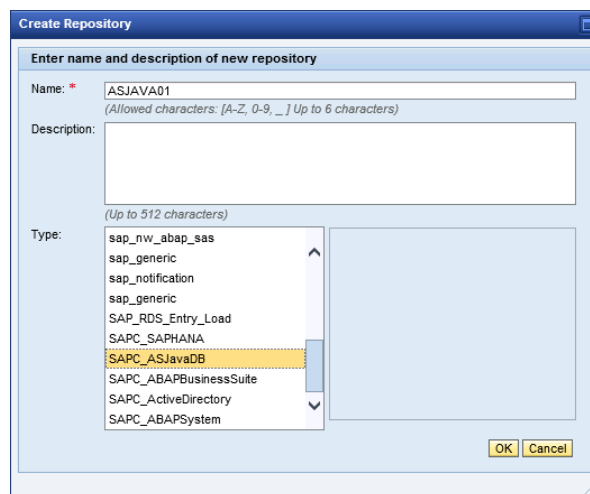 Create Repository
Enter name and description of new repository
Name: * ASJAVA01
(Allowed characters: [A-Z, 0-9, _ ] Up to 6 characters)
Description:
(Up to 512 characters)
Type:
sap_nw_abap_sas
sap_generic
sap_notification
sap_generic
SAP_RDS_Entry_Load
SAPC_SAPHANA
SAPC_ASJavaDB
SAPC_ABAPBusinessSuite
SAPC_ActiveDirectory
SAPC_ABAPSystem
OK Cancel